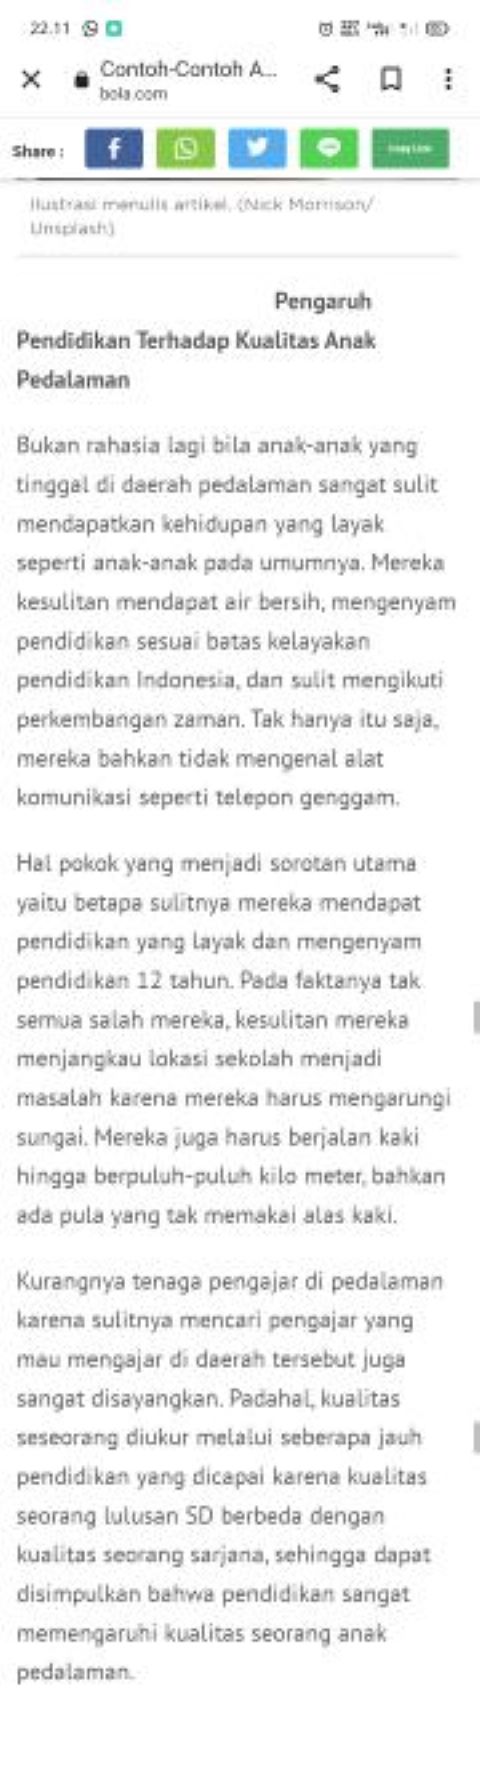 22.11
Contoh-Contoh A...
bola.com
Share :
f
Ilustrasi menulis artikel. (Nick Morrison/
Unsplash)
Pengaruh
Pendidikan Terhadap Kualitas Anak
Pedalaman
Bukan rahasia lagi bila anak-anak yang
tinggal di daerah pedalaman sangat sulit
mendapatkan kehidupan yang layak
seperti anak-anak pada umumnya. Mereka
kesulitan mendapat air bersih, mengenyam
pendidikan sesuai batas kelayakan
pendidikan Indonesia, dan sulit mengikuti
perkembangan zaman. Tak hanya itu saja,
mereka bahkan tidak mengenal alat
komunikasi seperti telepon genggam.
Hal pokok yang menjadi sorotan utama
yaitu betapa sulitnya mereka mendapat
pendidikan yang layak dan mengenyam
pendidikan 12 tahun. Pada faktanya tak
semua salah mereka, kesulitan mereka
menjangkau lokasi sekolah menjadi
masalah karena mereka harus mengarungi
sungai. Mereka juga harus berjalan kaki
hingga berpuluh-puluh kilo meter, bahkan
ada pula yang tak memakai alas kaki.
Kurangnya tenaga pengajar di pedalaman
karena sulitnya mencari pengajar yang
mau mengajar di daerah tersebut juga
sangat disayangkan. Padahal, kualitas
seseorang diukur melalui seberapa jauh
pendidikan yang dicapai karena kualitas
seorang lulusan SD berbeda dengan
kualitas seorang sarjana, sehingga dapat
disimpulkan bahwa pendidikan sangat
memengaruhi kualitas seorang anak
pedalaman.